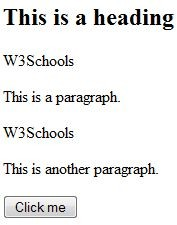 This is a heading
W3Schools
This is a paragraph.
W3Schools
This is another paragraph.
Click me